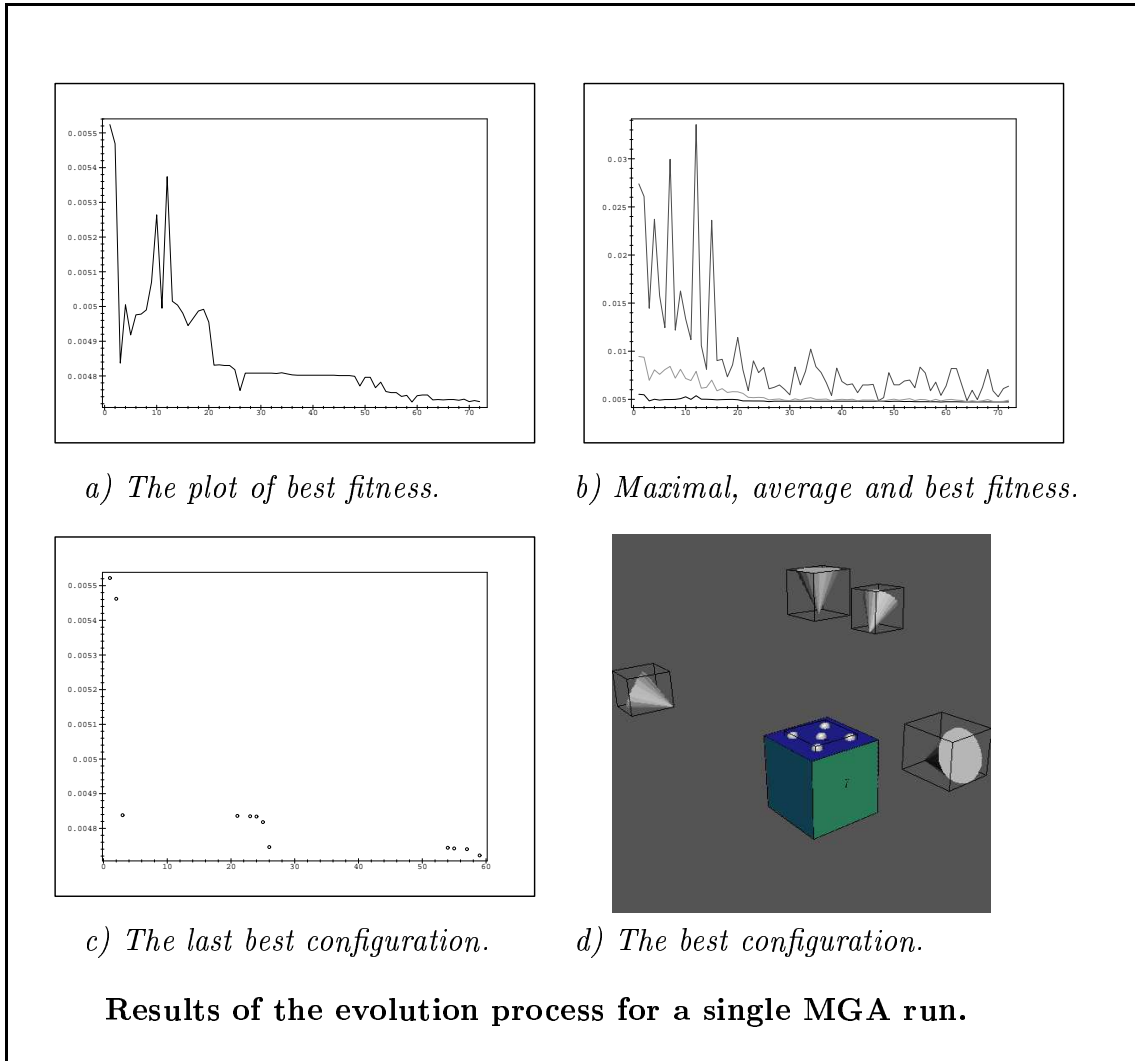 0.0055
0.0054
0.0053
0.0052
0.0051
0.005
0.0049
0.0048
0 10 20 30 40 50 60 70
0.03
0.025
0.02
0.015
0.01
0.005
0 10 20 30 40 50 60 70
a) The plot of best fitness.
b) Maximal, average and best fitness.
0.0055
0.0054
0.0053
0.0052
0.0051
0.005
0.0049
0.0048
0 10 20 30 40 50 60
7
c) The last best configuration.
d) The best configuration.
Results of the evolution process for a single MGA run.